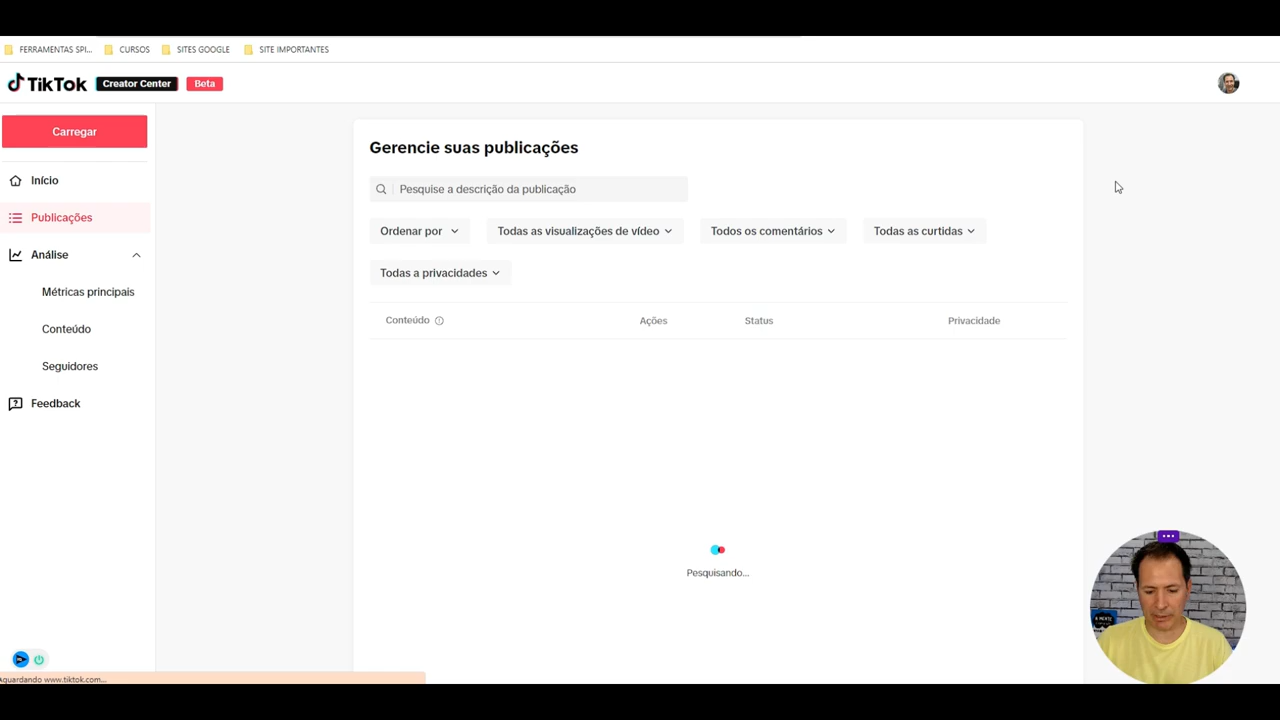 FERRAMENTAS SPI... CURSOS SITES GOOGLE SITE IMPORTANTES
TikTok Creator Center Beta
Carregar
Início
Publicações
Análise
Métricas principais
Conteúdo
Seguidores
Feedback
Gerencie suas publicações
Pesquise a descrição da publicação
Ordenar por Todas as visualizações de vídeo Todos os comentários Todas as curtidas
Todas a privacidades
Conteúdo Ações Status Privacidade
Pesquisando...
A MENTE
Aguardando www.tiktok.com...